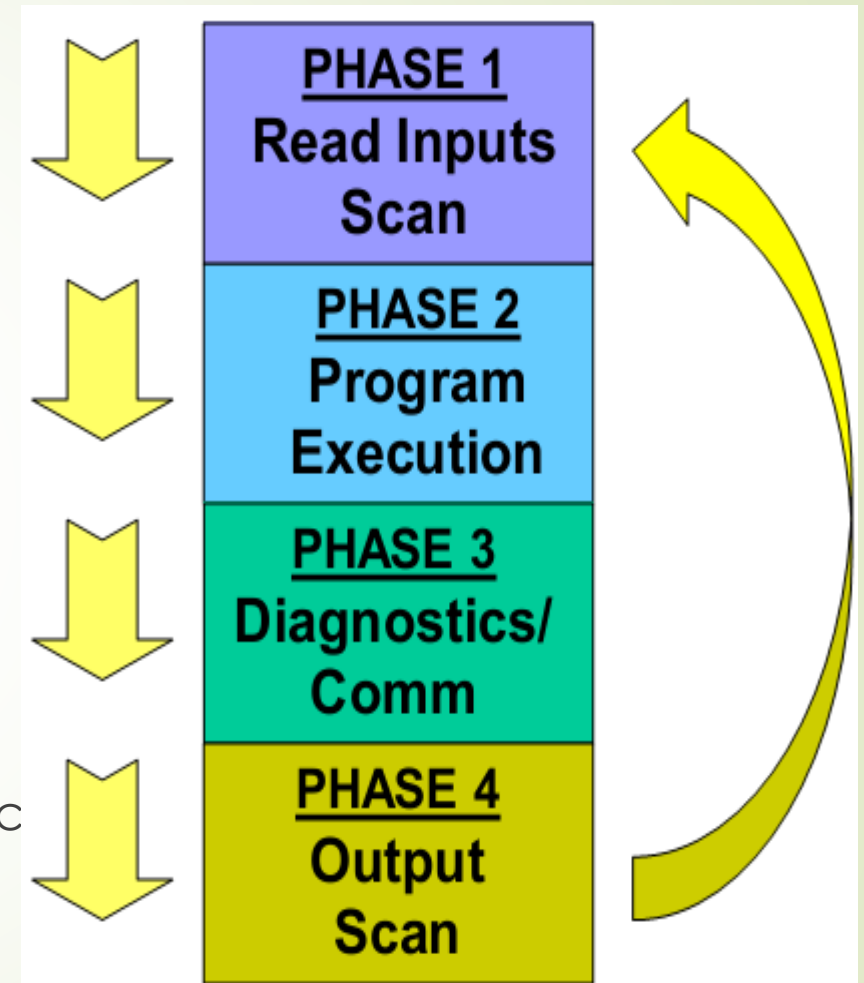 PHASE 1
Read Inputs
Scan
PHASE 2
Program
Execution
PHASE 3
Diagnostics/
Comm
PHASE 4
Output
Scan